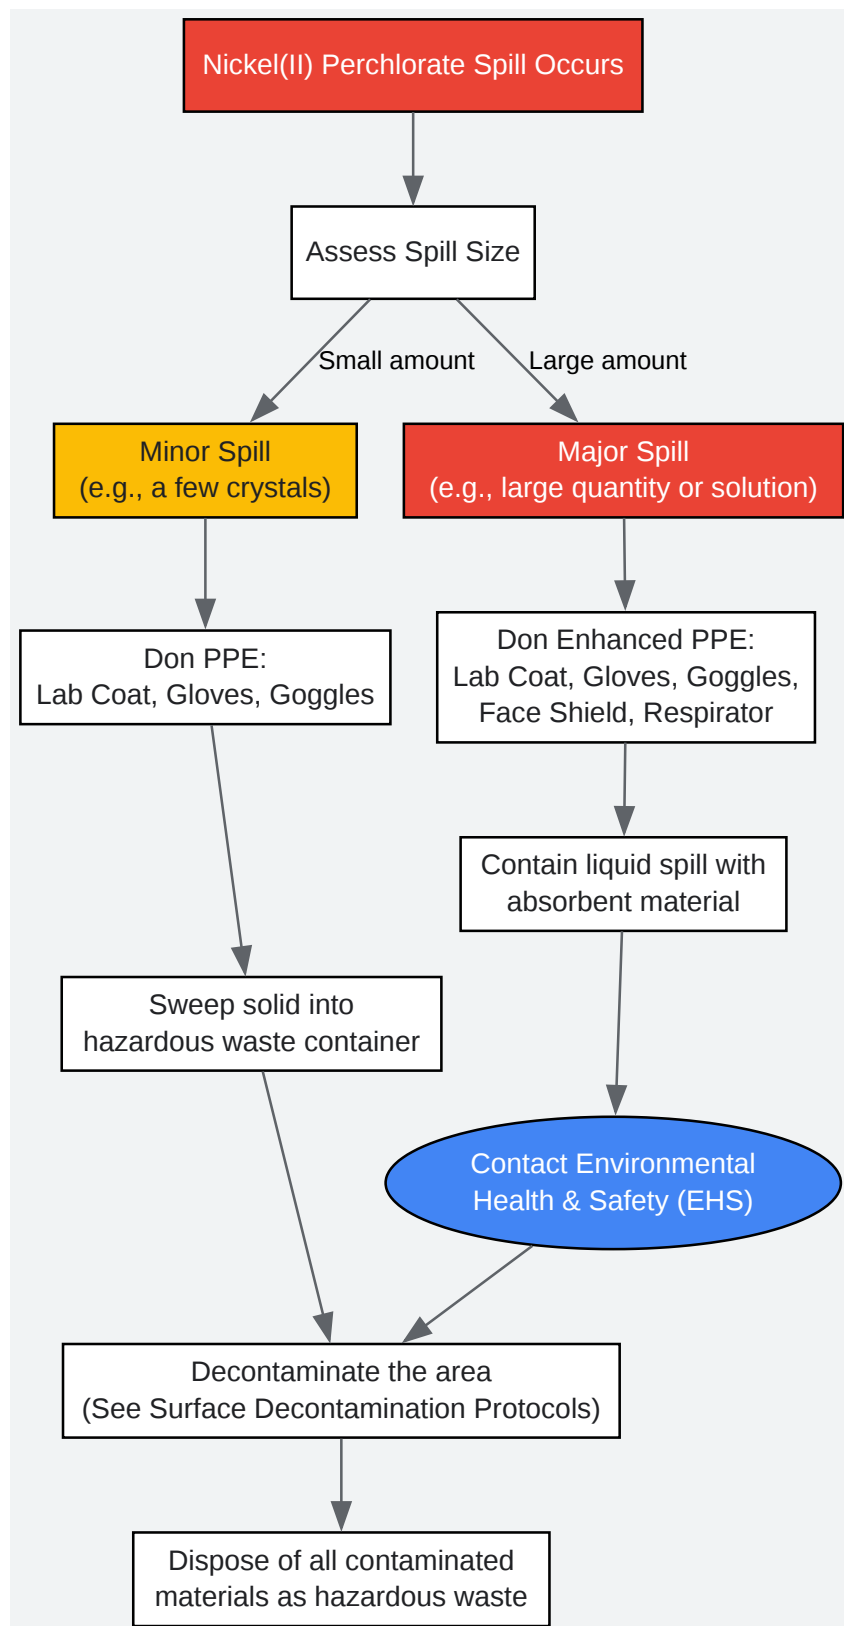 Nickel(II) Perchlorate Spill Occurs
Assess Spill Size
Small amount
Large amount
Minor Spill
(e.g., a few crystals)
Major Spill
(e.g., large quantity or solution)
Don PPE:
Lab Coat, Gloves, Goggles
Don Enhanced PPE:
Lab Coat, Gloves, Goggles,
Face Shield, Respirator
Contain liquid spill with
absorbent material
Sweep solid into
hazardous waste container
Contact Environmental
Health & Safety (EHS)
Decontaminate the area
(See Surface Decontamination Protocols)
Dispose of all contaminated
materials as hazardous waste